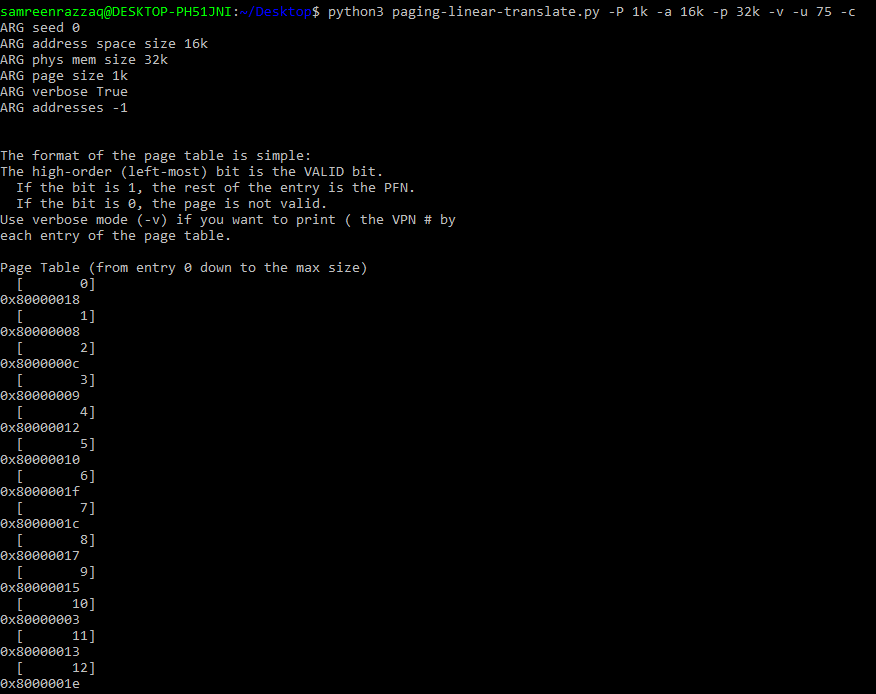 samreenrazzaq@DESKTOP-PH51JNI:~/Desktop$ python3 paging-linear-translate.py -P 1k -a 16k -p 32k -v -u 75 -c
ARG seed 0
ARG address space size 16k
ARG phys mem size 32k
ARG page size 1k
ARG verbose True
ARG addresses -1
The format of the page table is simple:
The high-order (left-most) bit is the VALID bit.
  If the bit is 1, the rest of the entry is the PFN.
  If the bit is 0, the page is not valid.
Use verbose mode (-v) if you want to print ( the VPN # by
each entry of the page table.
Page Table (from entry 0 down to the max size)
  [       0]
0x80000018
  [       1]
0x80000008
  [       2]
0x8000000c
  [       3]
0x80000009
  [       4]
0x80000012
  [       5]
0x80000010
  [       6]
0x8000001f
  [       7]
0x8000001c
  [       8]
0x80000017
  [       9]
0x80000015
  [      10]
0x80000003
  [      11]
0x80000013
  [      12]
0x8000001e